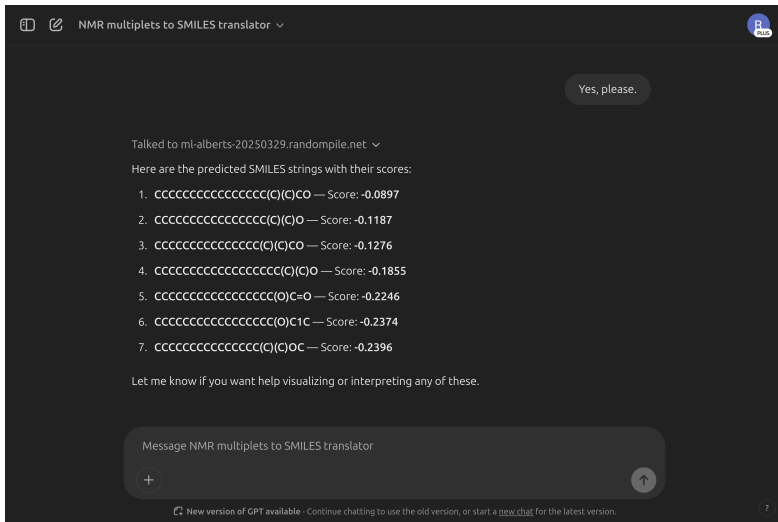 NMR multiplets to SMILES translator
B
PLUS
Yes, please.
Talked to ml-alberts-20250329.randompile.net
Here are the predicted SMILES strings with their scores:
1. CCCCCCCCCCCCCCCC(C)(C)CO — Score: -0.0897
2. CCCCCCCCCCCCCCCC(C)(C)O — Score: -0.1187
3. CCCCCCCCCCCCCCC(C)(C)CO — Score: -0.1276
4. CCCCCCCCCCCCCCCCCC(C)(C)O — Score: -0.1855
5. CCCCCCCCCCCCCCCCC(O)C=O — Score: -0.2246
6. CCCCCCCCCCCCCCCCC(O)C1C — Score: -0.2374
7. CCCCCCCCCCCCCCC(C)(C)OC — Score: -0.2396
Let me know if you want help visualizing or interpreting any of these.
Message NMR multiplets to SMILES translator
New version of GPT available - Continue chatting to use the old version, or start a new chat for the latest version.
?